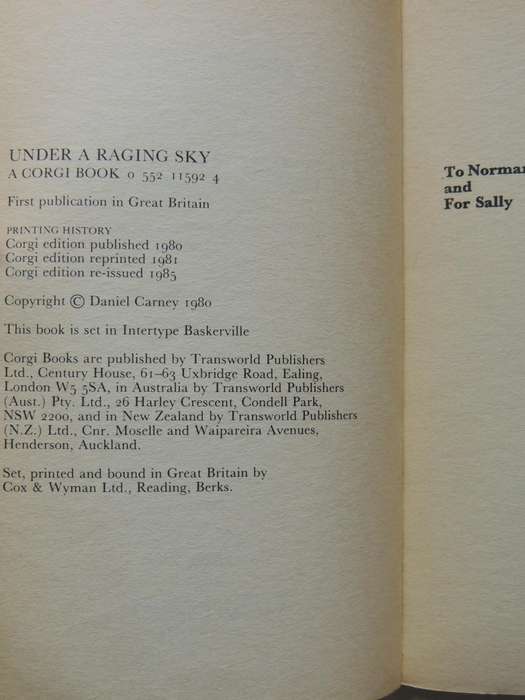 UNDER A RAGING SKY
A CORGI BOOK 0 552 11592 4
First publication in Great Britain
PRINTING HISTORY
Corgi edition published 1980
Corgi edition reprinted 1981
Corgi edition re-issued 1985
Copyright © Daniel Carney 1980
This book is set in Intertype Baskerville
Corgi Books are published by Transworld Publishers
Ltd., Century House, 61–63 Uxbridge Road, Ealing,
London W5 5SA, in Australia by Transworld Publishers
(Aust.) Pty. Ltd., 26 Harley Crescent, Condell Park,
NSW 2200, and in New Zealand by Transworld Publishers
(N.Z.) Ltd., Cnr. Moselle and Waipareira Avenues,
Henderson, Auckland.
Set, printed and bound in Great Britain by
Cox & Wyman Ltd., Reading, Berks.
To Norman
and
For Sally